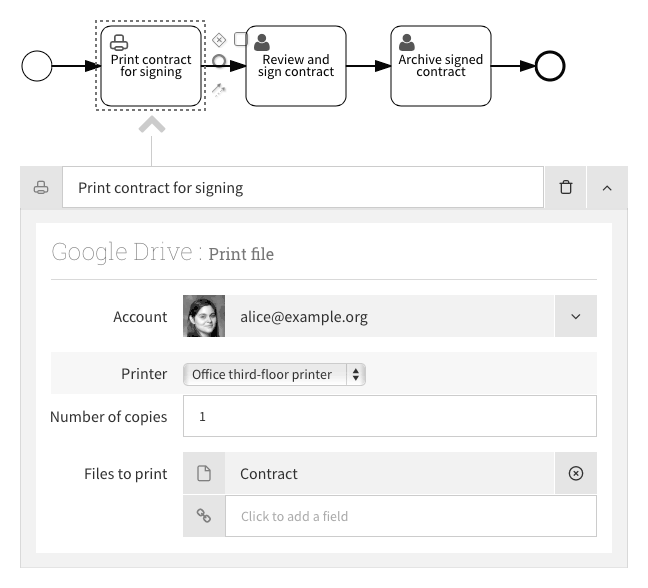 Print contract
for signing
Review and
sign contract
Archive signed
contract
Print contract for signing
Google Drive : Print file
Account
alice@example.org
Printer
Office third-floor printer
Number of copies
1
Files to print
Contract
Click to add a field